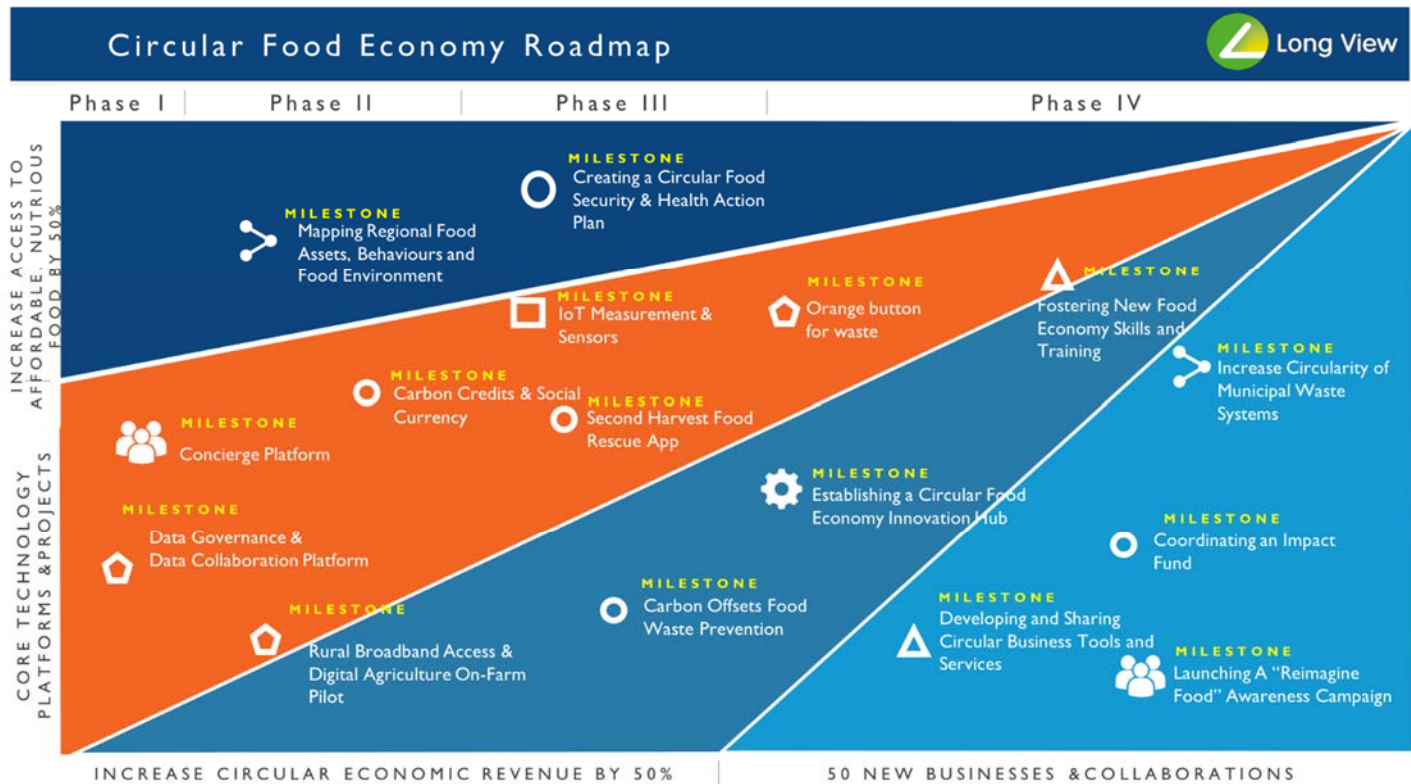 Circular Food Economy Roadmap
Long View
Phase I
Phase II
Phase III
Phase IV
INCREASE ACCESS TO
AFFORDABLE, NUTRIOUS
FOOD BY 50%
CORE TECHNOLOGY
PLATFORMS &PROJECTS
MILESTONE
Creating a Circular Food
Security & Health Action
Plan
MILESTONE
Mapping Regional Food
Assets, Behaviours and
Food Environment
MILESTONE
IoT Measurement &
Sensors
MILESTONE
Orange button
for waste
MILESTONE
Fostering New Food
Economy Skills and
Training
MILESTONE
Increase Circularity of
Municipal Waste
Systems
MILESTONE
Carbon Credits & Social
Currency
MILESTONE
Second Harvest Food
Rescue App
MILESTONE
Concierge Platform
MILESTONE
Establishing a Circular Food
Economy Innovation Hub
MILESTONE
Data Governance &
Data Collaboration Platform
MILESTONE
Coordinating an Impact
Fund
MILESTONE
Carbon Offsets Food
Waste Prevention
MILESTONE
Developing and Sharing
Circular Business Tools and
Services
MILESTONE
Rural Broadband Access &
Digital Agriculture On-Farm
Pilot
MILESTONE
Launching A “Reimagine
Food” Awareness Campaign
INCREASE CIRCULAR ECONOMIC REVENUE BY 50%
50 NEW BUSINESSES &COLLABORATIONS